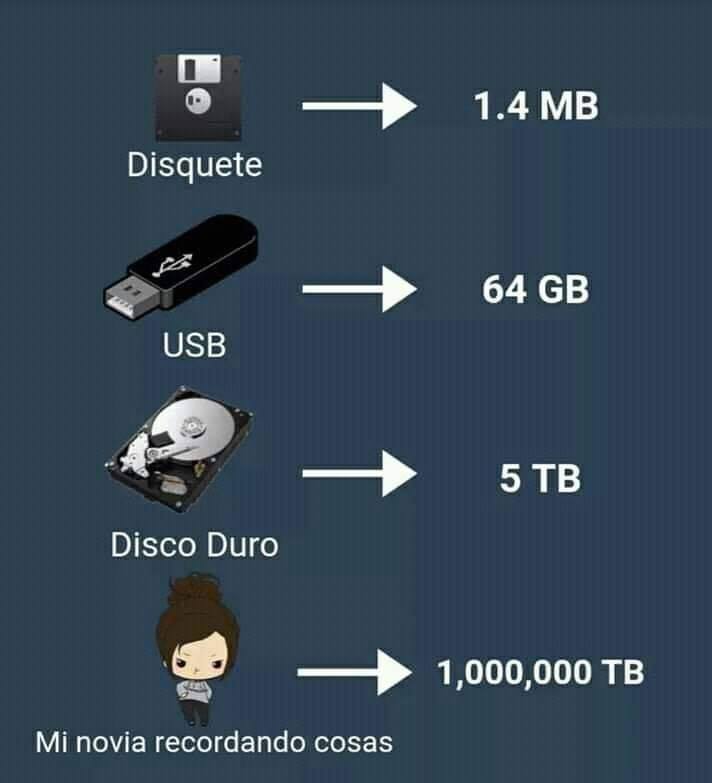 Disquete
1.4 MB
USB
64 GB
Disco Duro
5 TB
Mi novia recordando cosas
1,000,000 TB